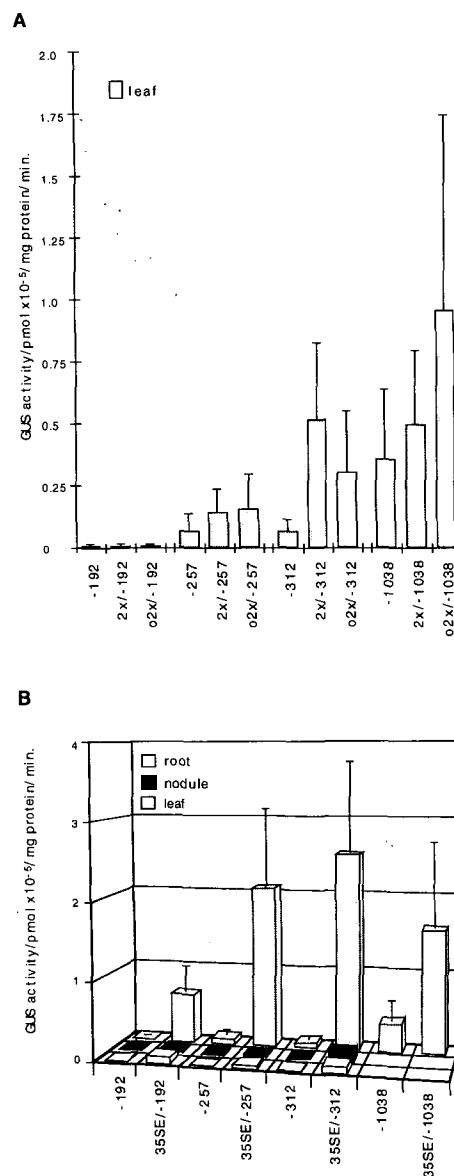 A
GUS activity/pmol x10⁻⁵/mg protein/min.
2.0
1.75
1.5
1.25
1.0
0.75
0.5
0.25
0
leaf
-192
2x/-192
o2x/-192
-257
2x/-257
o2x/-257
-312
2x/-312
o2x/-312
-1038
2x/-1038
o2x/-1038
B
GUS activity/pmol x10⁻⁵/mg protein/min.
4
3
2
1
0
root
nodule
leaf
-192
35SE/-192
-257
35SE/-257
-312
35SE/-312
-1038
35SE/-1038